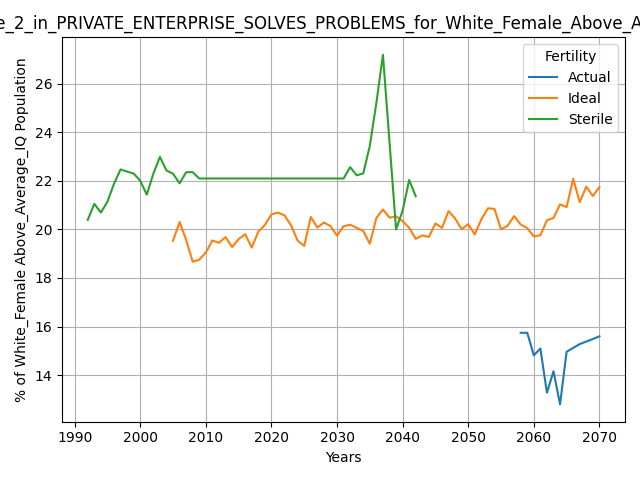 e_2_in_PRIVATE_ENTERPRISE_SOLVES_PROBLEMS_for_White_Female_Above_A
% of White_Female Above_Average_IQ Population
26
24
22
20
18
16
14
Fertility
Actual
Ideal
Sterile
1990 2000 2010 2020 2030 2040 2050 2060 2070
Years